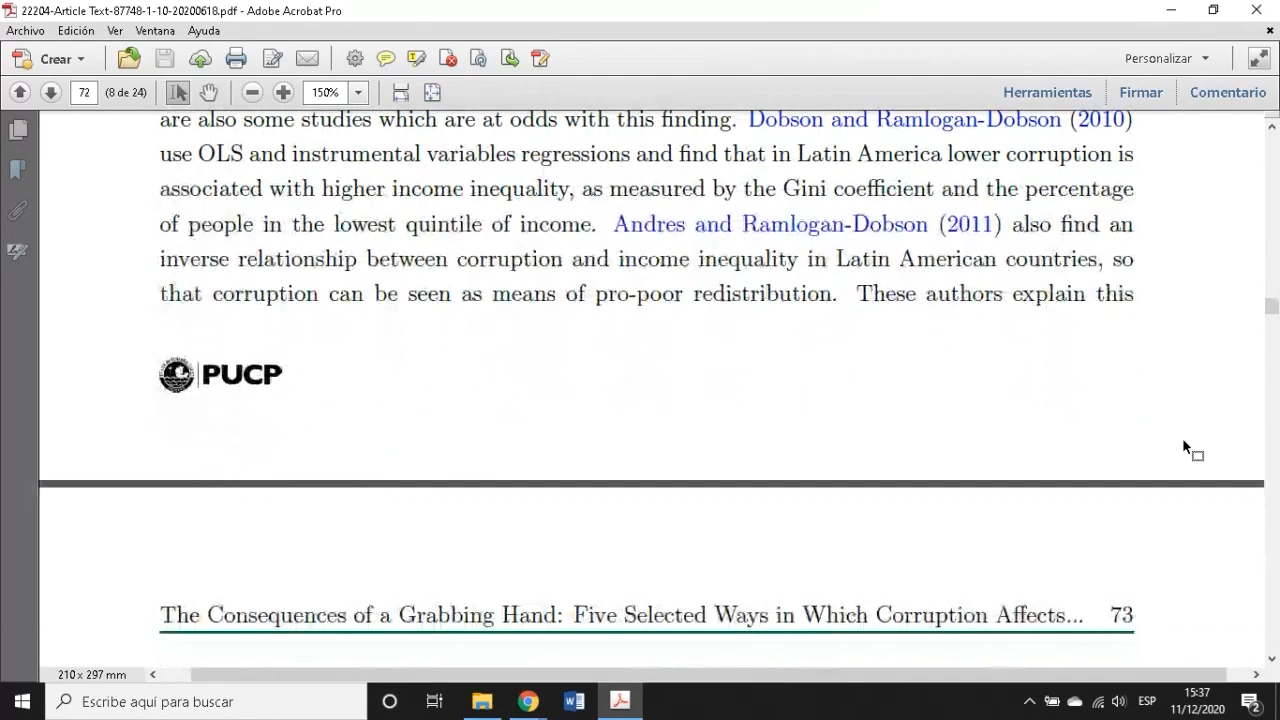 22204-Article Text-87748-1-10-20200618.pdf - Adobe Acrobat Pro
Archivo Edición Ver Ventana Ayuda
Crear Personalizar
72 (8 de 24) 150% Herramientas Firmar Comentario
are also some studies which are at odds with this finding. Dobson and Ramlogan-Dobson (2010)
use OLS and instrumental variables regressions and find that in Latin America lower corruption is
associated with higher income inequality, as measured by the Gini coefficient and the percentage
of people in the lowest quintile of income. Andres and Ramlogan-Dobson (2011) also find an
inverse relationship between corruption and income inequality in Latin American countries, so
that corruption can be seen as means of pro-poor redistribution. These authors explain this
PUCP
The Consequences of a Grabbing Hand: Five Selected Ways in Which Corruption Affects... 73
210 x 297 mm
Escribe aquí para buscar
ESP
15:37
11/12/2020
2